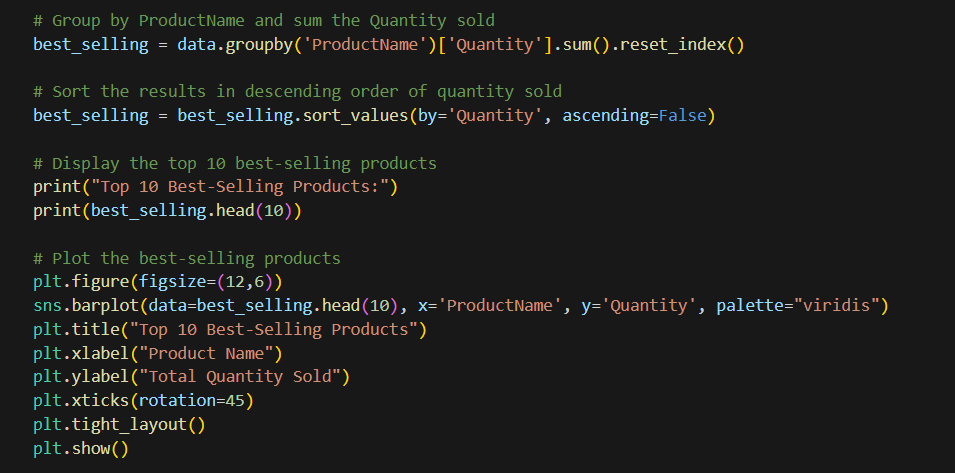 # Group by ProductName and sum the Quantity sold
best_selling = data.groupby('ProductName')['Quantity'].sum().reset_index()
# Sort the results in descending order of quantity sold
best_selling = best_selling.sort_values(by='Quantity', ascending=False)
# Display the top 10 best-selling products
print("Top 10 Best-Selling Products:")
print(best_selling.head(10))
# Plot the best-selling products
plt.figure(figsize=(12,6))
sns.barplot(data=best_selling.head(10), x='ProductName', y='Quantity', palette="viridis")
plt.title("Top 10 Best-Selling Products")
plt.xlabel("Product Name")
plt.ylabel("Total Quantity Sold")
plt.xticks(rotation=45)
plt.tight_layout()
plt.show()